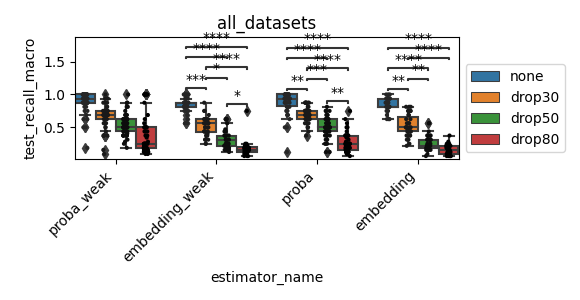 all_datasets
****
****
****
****
****
****
****
****
***
***
**
**
*
***
**
**
**
test_recall_macro
1.5
1.0
0.5
none
drop30
drop50
drop80
proba_weak
embedding_weak
proba
embedding
estimator_name